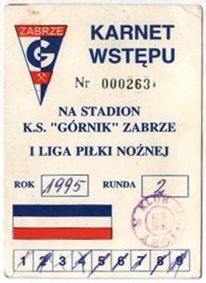 ZABRZE
G
KARNET
WSTĘPU
Nr 000263
NA STADION
K.S. "GÓRNIK" ZABRZE
I LIGA PIŁKI NOŻNEJ
ROK 1995 RUNDA 2
KLUB
1 2 3 4 5 6 7 8 9